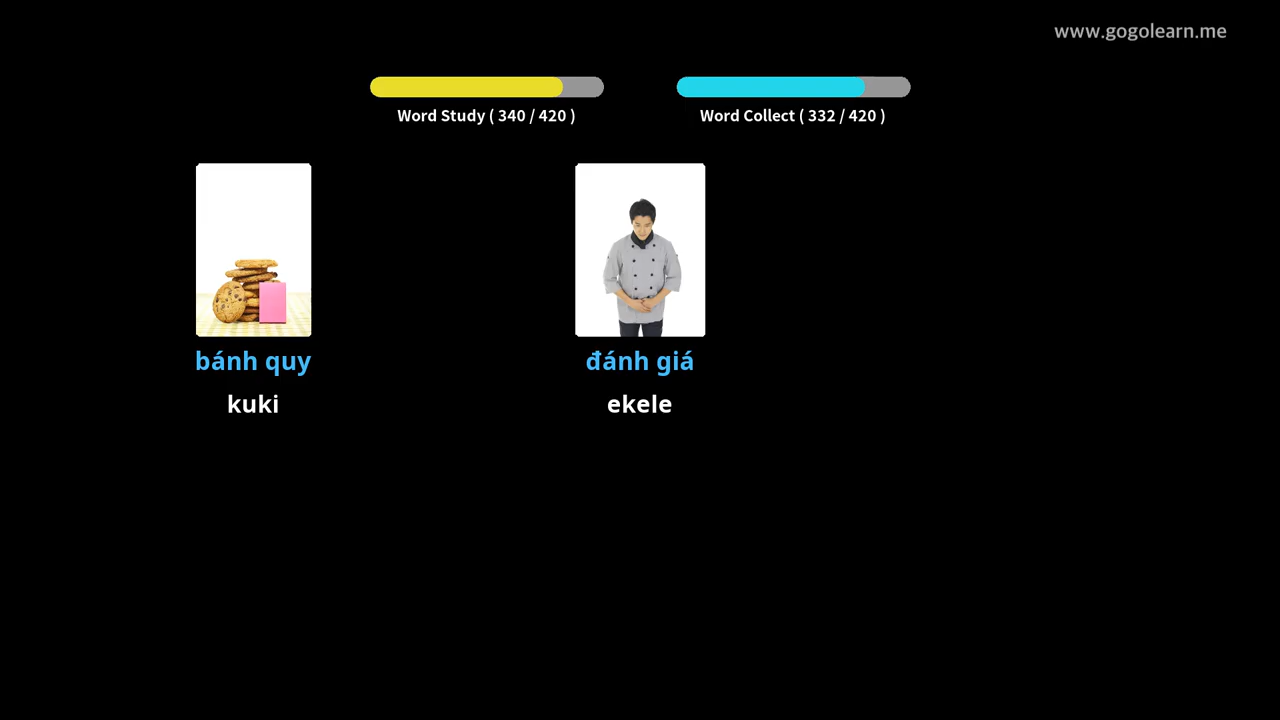 www.gogolearn.me
Word Study ( 340 / 420 )
Word Collect ( 332 / 420 )
bánh quy
kuki
đánh giá
ekele